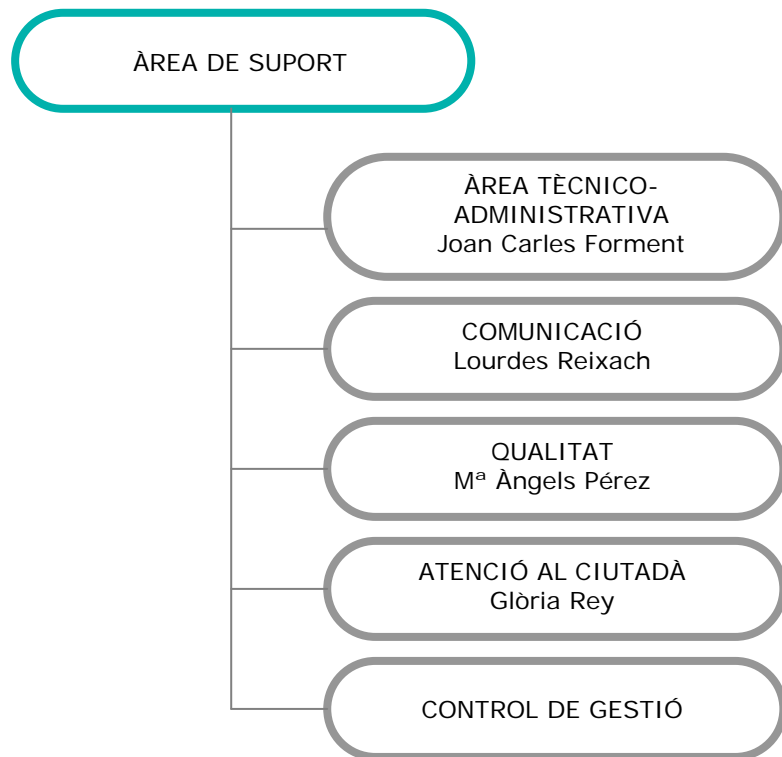 ÀREA DE SUPORT
ÀREA TÈCNICO-
ADMINISTRATIVA
Joan Carles Forment
COMUNICACIÓ
Lourdes Reixach
QUALITAT
Mª Àngels Pérez
ATENCIÓ AL CIUTADÀ
Glòria Rey
CONTROL DE GESTIÓ